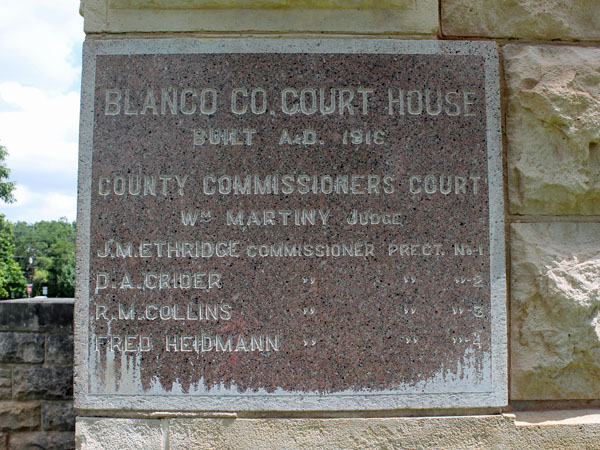 BLANCO CO. COURT HOUSE
BUILT A.D. 1916
COUNTY COMMISSIONERS COURT
WM MARTINY JUDGE
J.M. ETHRIDGE COMMISSIONER PRECT. NO. 1
D.A. CRIDER " " " 2
R.M. COLLINS " " " 3
FRED HEIDMANN " " " 4